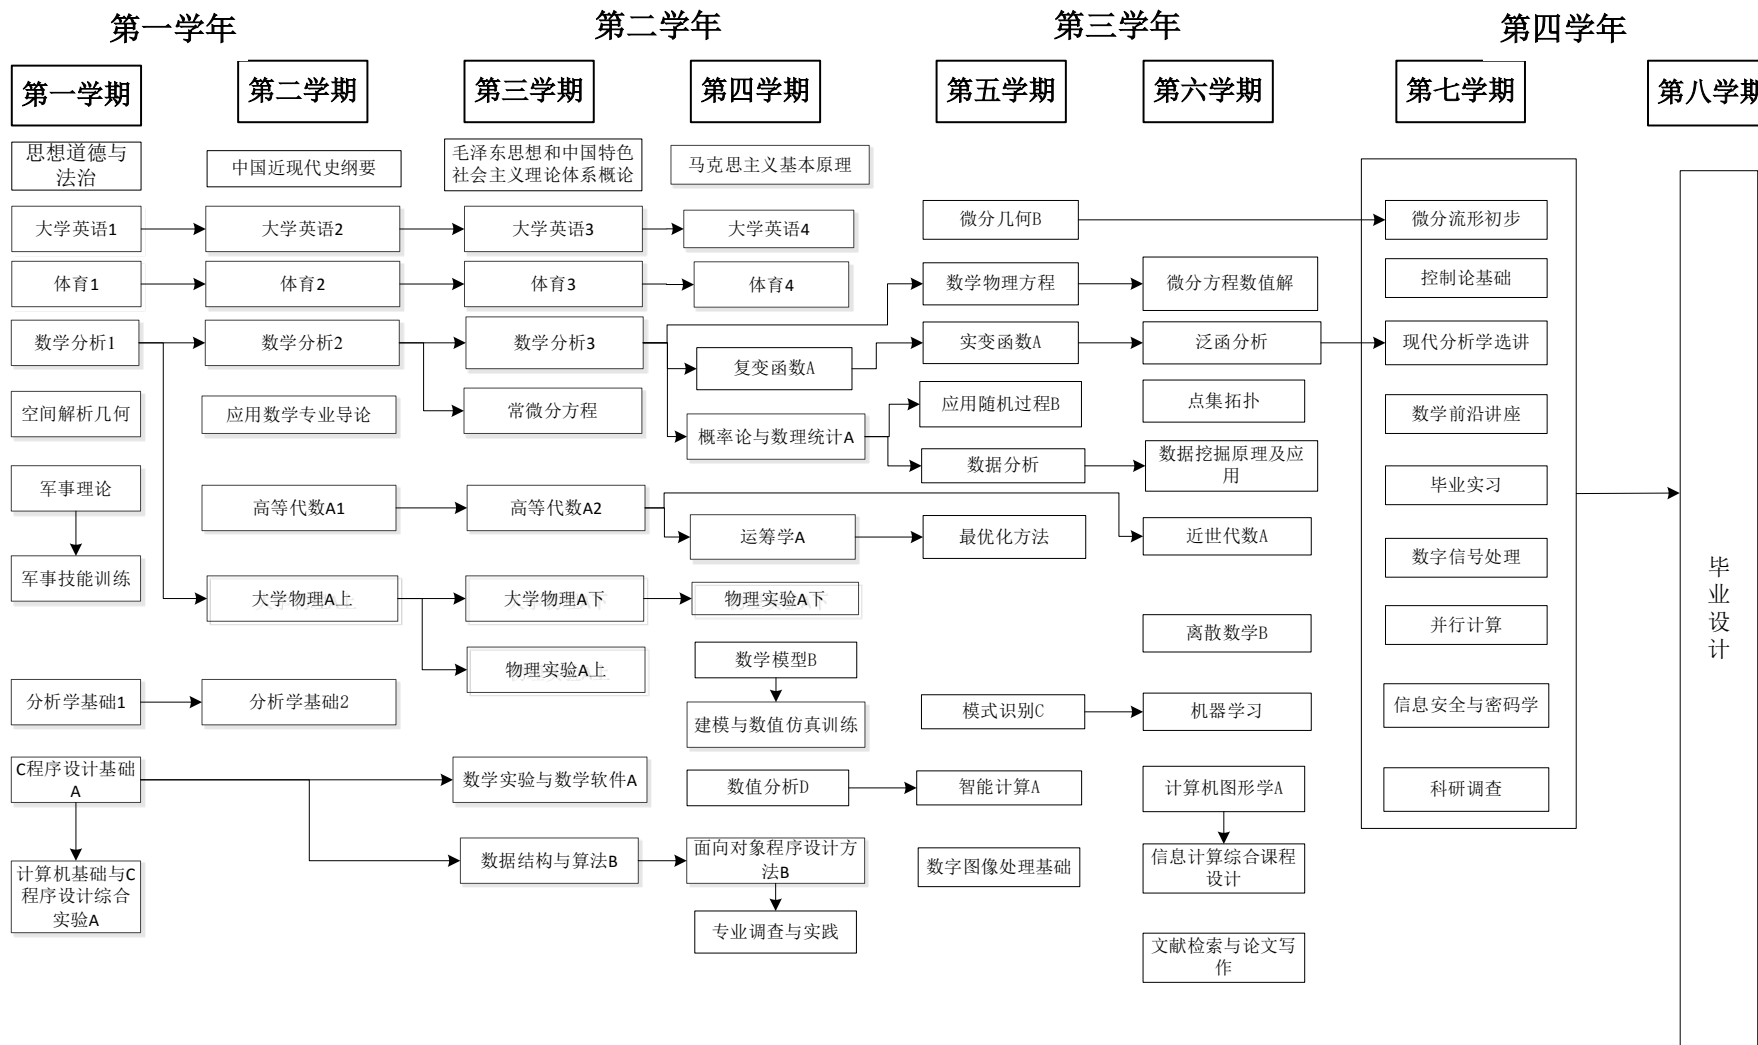 第一学年
第二学年
第三学年
第四学年
第一学期
第二学期
第三学期
第四学期
第五学期
第六学期
第七学期
第八学期
思想道德与
法治
大学英语1
体育1
数学分析1
空间解析几何
军事理论
军事技能训练
分析学基础1
C程序设计基础
A
计算机基础与C
程序设计综合
实验A
中国近现代史纲要
大学英语2
体育2
数学分析2
应用数学专业导论
高等代数A1
大学物理A上
分析学基础2
毛泽东思想和中国特色
社会主义理论体系概论
大学英语3
体育3
数学分析3
常微分方程
高等代数A2
大学物理A下
物理实验A上
数学实验与数学软件A
数据结构与算法B
马克思主义基本原理
大学英语4
体育4
复变函数A
概率论与数理统计A
运筹学A
物理实验A下
数学模型B
建模与数值仿真训练
数值分析D
面向对象程序设计方
法B
专业调查与实践
微分几何B
数学物理方程
实变函数A
应用随机过程B
数据分析
最优化方法
模式识别C
智能计算A
数字图像处理基础
微分方程数值解
泛函分析
点集拓扑
数据挖掘原理及应
用
近世代数A
离散数学B
机器学习
计算机图形学A
信息计算综合课程
设计
文献检索与论文写
作
微分流形初步
控制论基础
现代分析学选讲
数学前沿讲座
毕业实习
数字信号处理
并行计算
信息安全与密码学
科研调查
毕
业
设
计